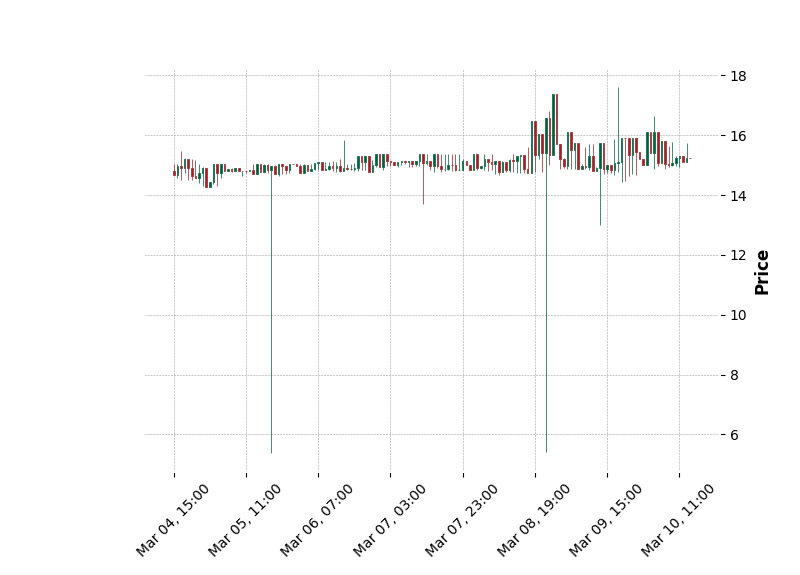 18
16
14
12
10
8
6
Price
Mar 04, 15:00
Mar 05, 11:00
Mar 06, 07:00
Mar 07, 03:00
Mar 07, 23:00
Mar 08, 19:00
Mar 09, 15:00
Mar 10, 11:00